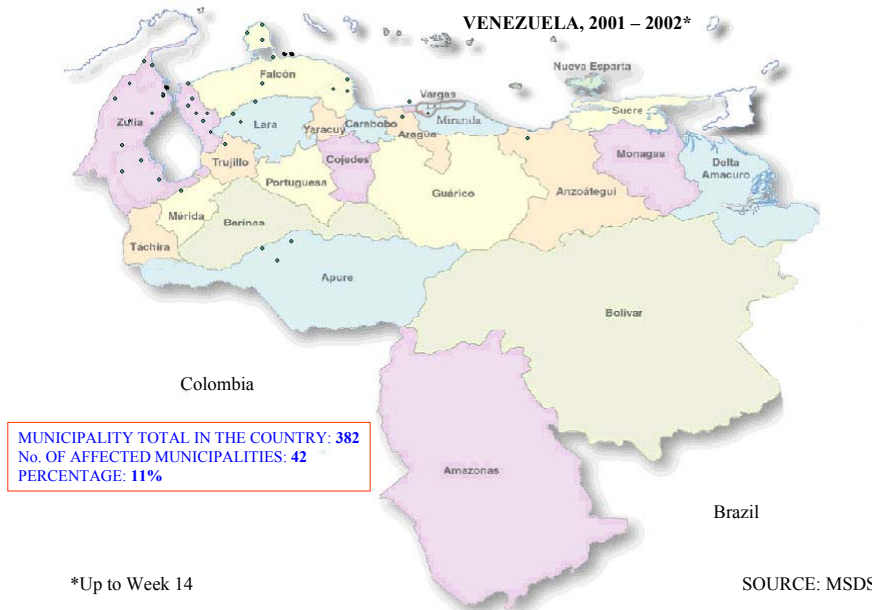 VENEZUELA, 2001 – 2002*
Nueva Esparta
Falcón
Vargas
Sucre
Zulia
Lara
Yaracuy
Carabobo
Aragua
Miranda
Trujillo
Cojedes
Monagas
Delta
Amacuro
Portuguesa
Guárico
Anzoátegui
Mérida
Barinas
Táchira
Apure
Bolívar
Colombia
MUNICIPALITY TOTAL IN THE COUNTRY: 382
No. OF AFFECTED MUNICIPALITIES: 42
PERCENTAGE: 11%
Amazonas
Brazil
*Up to Week 14
SOURCE: MSDS